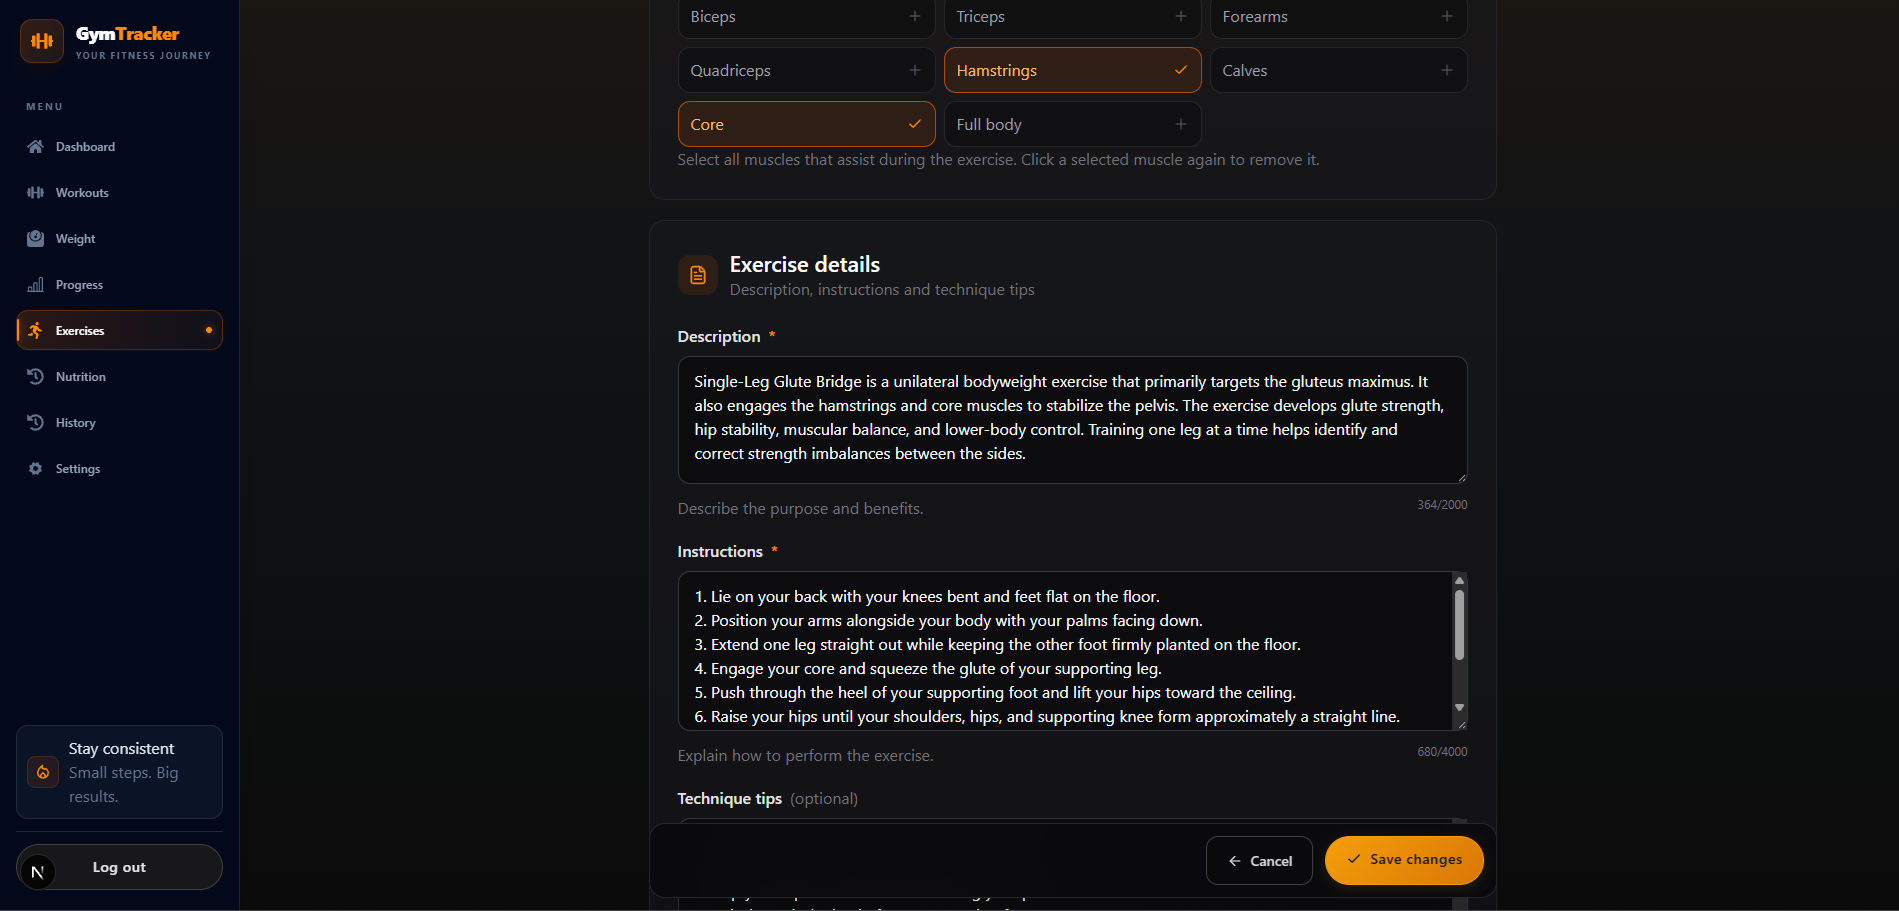 GymTracker
YOUR FITNESS JOURNEY
MENU
Dashboard
Workouts
Weight
Progress
Exercises
Nutrition
History
Settings
Stay consistent
Small steps. Big
results.
N
Log out
Biceps
Triceps
Forearms
Quadriceps
Hamstrings
Calves
Core
Full body
Select all muscles that assist during the exercise. Click a selected muscle again to remove it.
Exercise details
Description, instructions and technique tips
Description *
Single-Leg Glute Bridge is a unilateral bodyweight exercise that primarily targets the gluteus maximus. It
also engages the hamstrings and core muscles to stabilize the pelvis. The exercise develops glute strength,
hip stability, muscular balance, and lower-body control. Training one leg at a time helps identify and
correct strength imbalances between the sides.
Describe the purpose and benefits.
364/2000
Instructions *
1. Lie on your back with your knees bent and feet flat on the floor.
2. Position your arms alongside your body with your palms facing down.
3. Extend one leg straight out while keeping the other foot firmly planted on the floor.
4. Engage your core and squeeze the glute of your supporting leg.
5. Push through the heel of your supporting foot and lift your hips toward the ceiling.
6. Raise your hips until your shoulders, hips, and supporting knee form approximately a straight line.
Explain how to perform the exercise.
680/4000
Technique tips (optional)
Cancel
Save changes